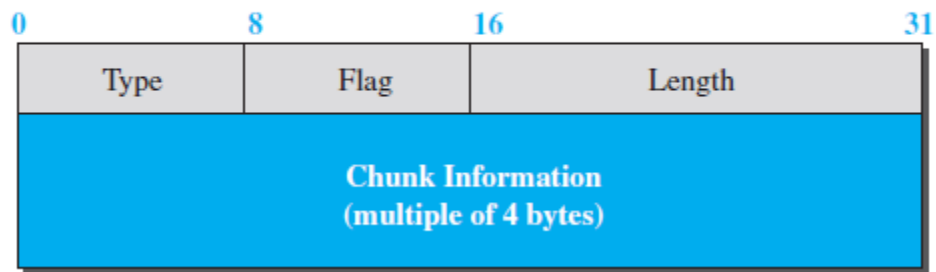 0 8 16 31
Type Flag Length
Chunk Information
(multiple of 4 bytes)